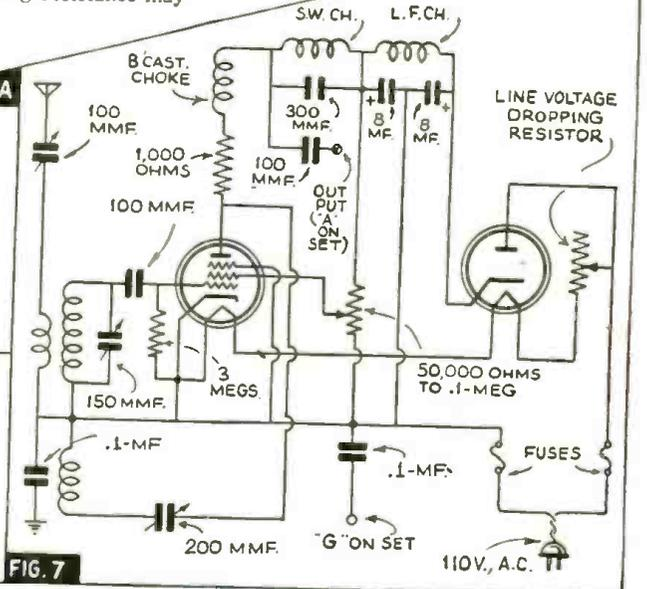 S.W. CH.
L.F.CH.
B'CAST.
CHOKE
A
100
MMF.
1,000
OHMS
300
MMF.
100
MMF.
+
8
MF.
8
MF.
+
OUT
PUT
("A"
ON
SET)
LINE VOLTAGE
DROPPING
RESISTOR
100 MMF.
3
MEGS.
150 MMF.
50,000 OHMS
TO .1-MEG
.1-MF
.1-MF.
FUSES
200 MMF.
"G" ON SET
110V., A.C.
FIG. 7